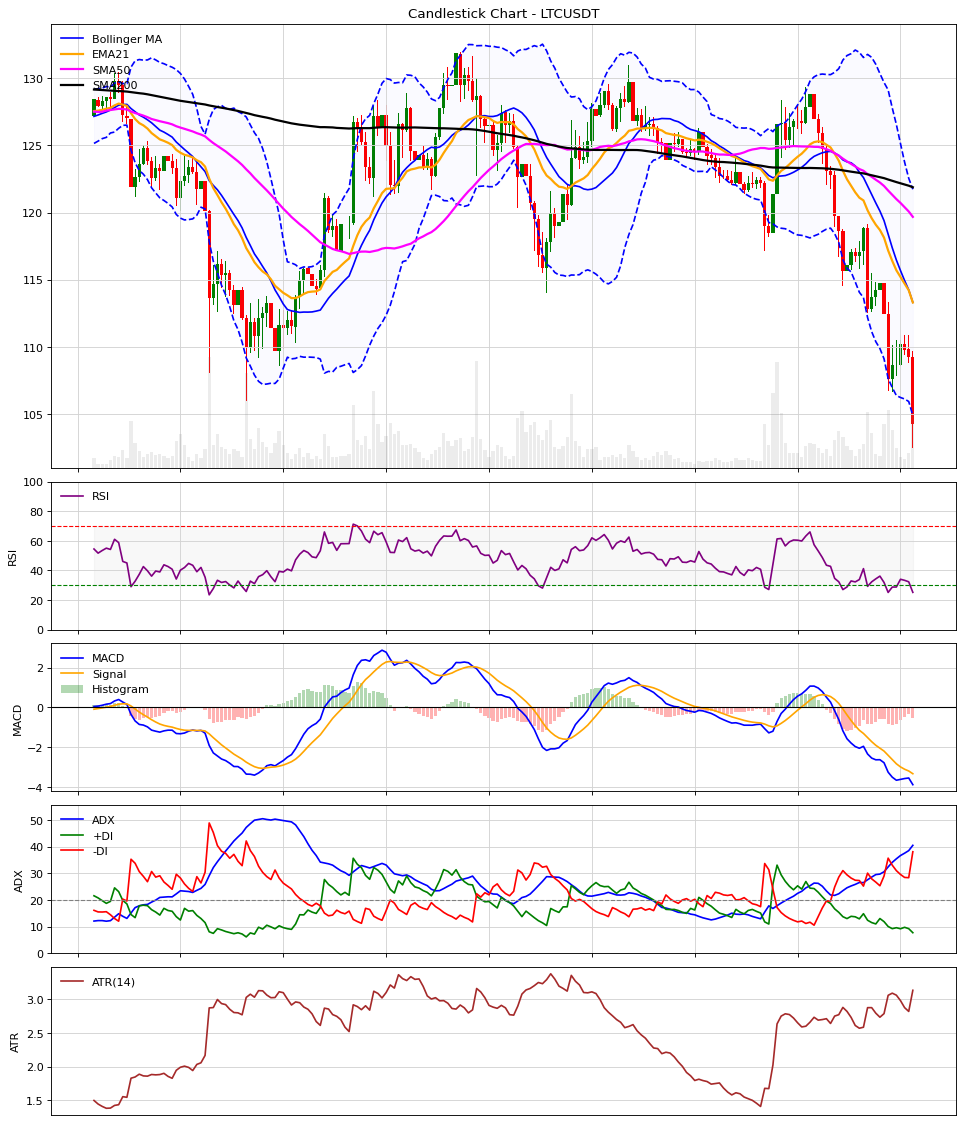 Candlestick Chart - LTCUSDT
Bollinger MA
EMA21
SMA50
SMA200
130
125
120
115
110
105
RSI
100
80
60
40
20
0
RSI
MACD
Signal
Histogram
2
0
−2
−4
MACD
ADX
+DI
-DI
50
40
30
20
10
0
ADX
ATR(14)
3.0
2.5
2.0
1.5
ATR